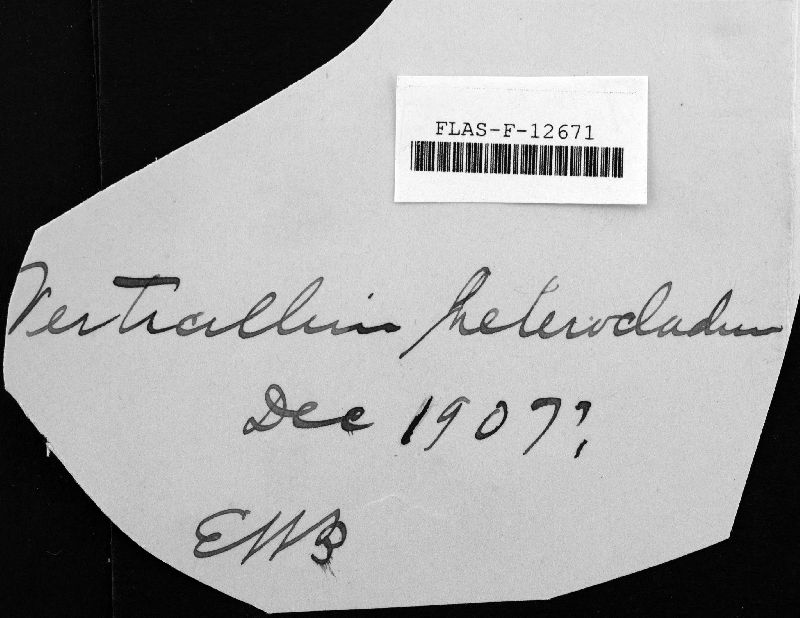 FLAS-F-12671
Verticillium heterocladum
Dec 1907?
EWB